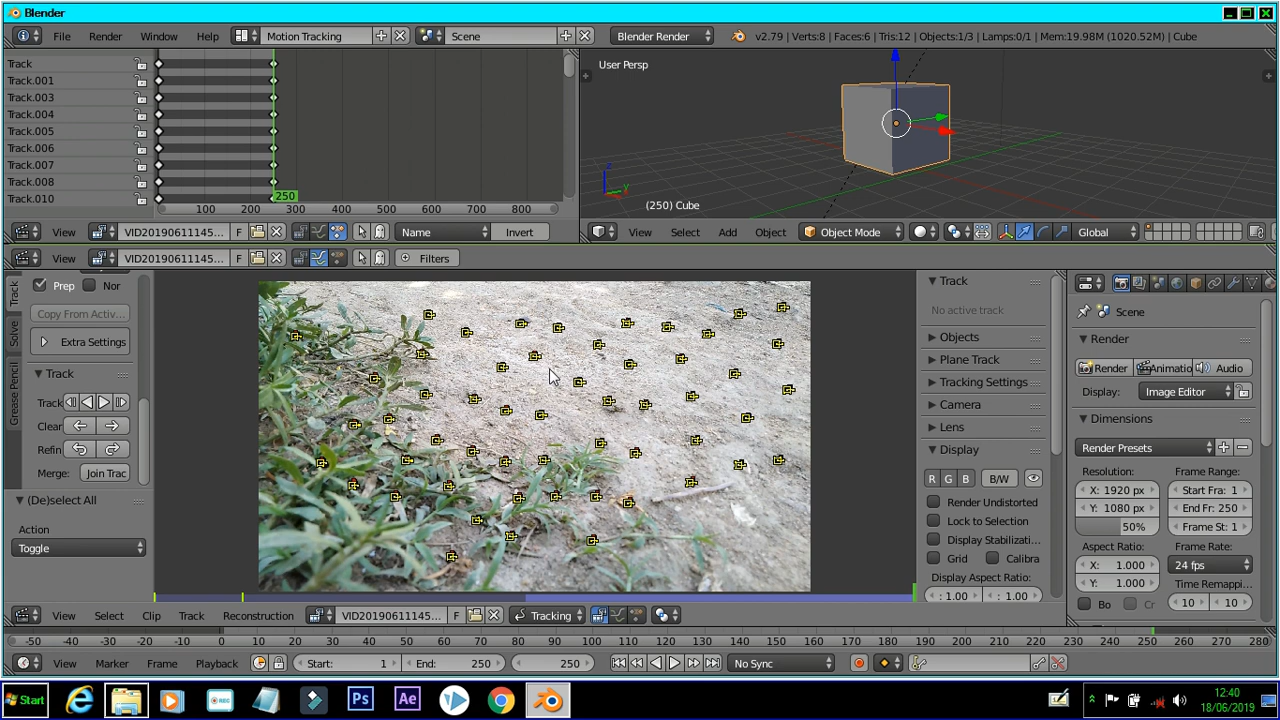 Blender
File Render Window Help Motion Tracking Scene Blender Render v2.79 | Verts:8 | Faces:6 | Tris:12 | Objects:1/3 | Lamps:0/1 | Mem:19.98M (1020.52M) | Cube
Track
Track.001
Track.003
Track.004
Track.005
Track.006
Track.007
Track.008
Track.010
250
100 200 300 400 500 600 700 800
View VID20190611145... F Name Invert
User Persp
z
y
(250) Cube
View Select Add Object Object Mode Global
View VID20190611145... F Filters
Track
Solve
Grease Pencil
Prep Nor
Copy From Activ...
Extra Settings
Track
Track
Clear
Refin
Merge: Join Trac
(De)select All
Action
Toggle
Track
No active track
Objects
Plane Track
Tracking Settings
Camera
Lens
Display
R G B B/W
Render Undistorted
Lock to Selection
Display Stabilizati...
Grid Calibra
Display Aspect Ratio:
: 1.00 : 1.00
Scene
Render
Render Animatio Audio
Display: Image Editor
Dimensions
Render Presets
Resolution: Frame Range:
X: 1920 px Start Fra: 1
Y: 1080 px End Fr: 250
50% Frame St: 1
Aspect Ratio: Frame Rate:
X: 1.000 24 fps
Y: 1.000 Time Remappi...
Bo Cr 10 10
View Select Clip Track Reconstruction VID20190611145... F Tracking
-50 -40 -30 -20 -10 0 10 20 30 40 50 60 70 80 90 100 110 120 130 140 150 160 170 180 190 200 210 220 230 240 250 260 270 280
View Marker Frame Playback Start: 1 End: 250 250 No Sync
Start REC Ps Ae 12:40
18/06/2019